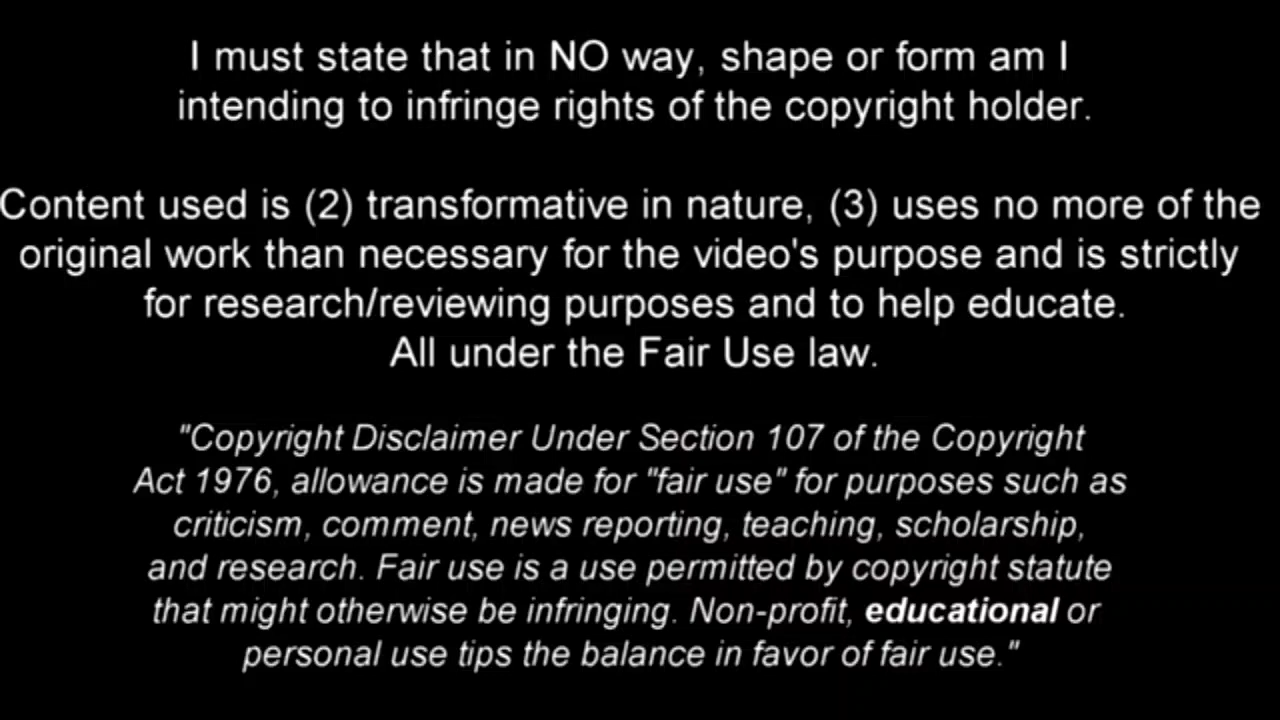 I must state that in NO way, shape or form am I
intending to infringe rights of the copyright holder.
Content used is (2) transformative in nature, (3) uses no more of the
original work than necessary for the video's purpose and is strictly
for research/reviewing purposes and to help educate.
All under the Fair Use law.
"Copyright Disclaimer Under Section 107 of the Copyright
Act 1976, allowance is made for "fair use" for purposes such as
criticism, comment, news reporting, teaching, scholarship,
and research. Fair use is a use permitted by copyright statute
that might otherwise be infringing. Non-profit, educational or
personal use tips the balance in favor of fair use."